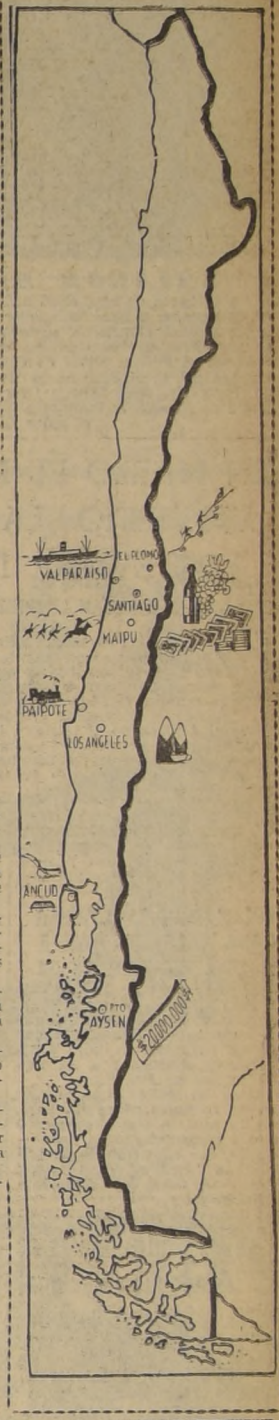 EL PLOMO
VALPARAISO
SANTIAGO
MAIPU
PAIPOTE
LOS ANGELES
ANCUD
PTO
AYSEN